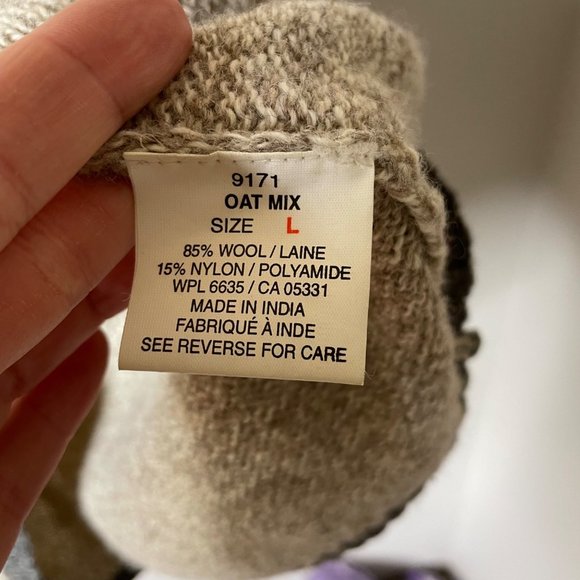 9171
OAT MIX
SIZE L
85% WOOL / LAINE
15% NYLON / POLYAMIDE
WPL 6635 / CA 05331
MADE IN INDIA
FABRIQUÉ À INDE
SEE REVERSE FOR CARE